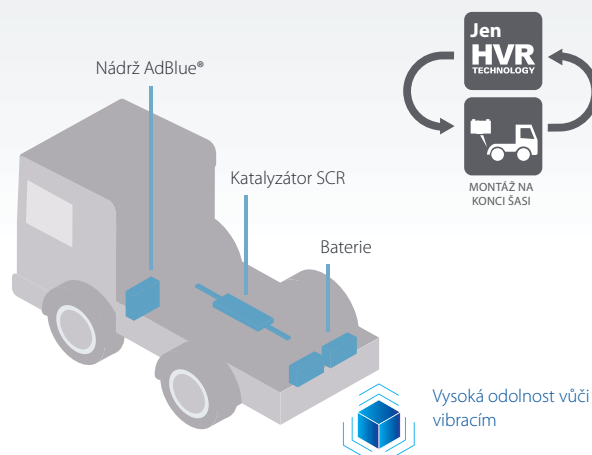 Jen
HVR
TECHNOLOGY
Nádrž AdBlue®
Katalyzátor SCR
MONTÁŽ NA
KONCI ŠASI
Baterie
Vysoká odolnost vůči
vibracím